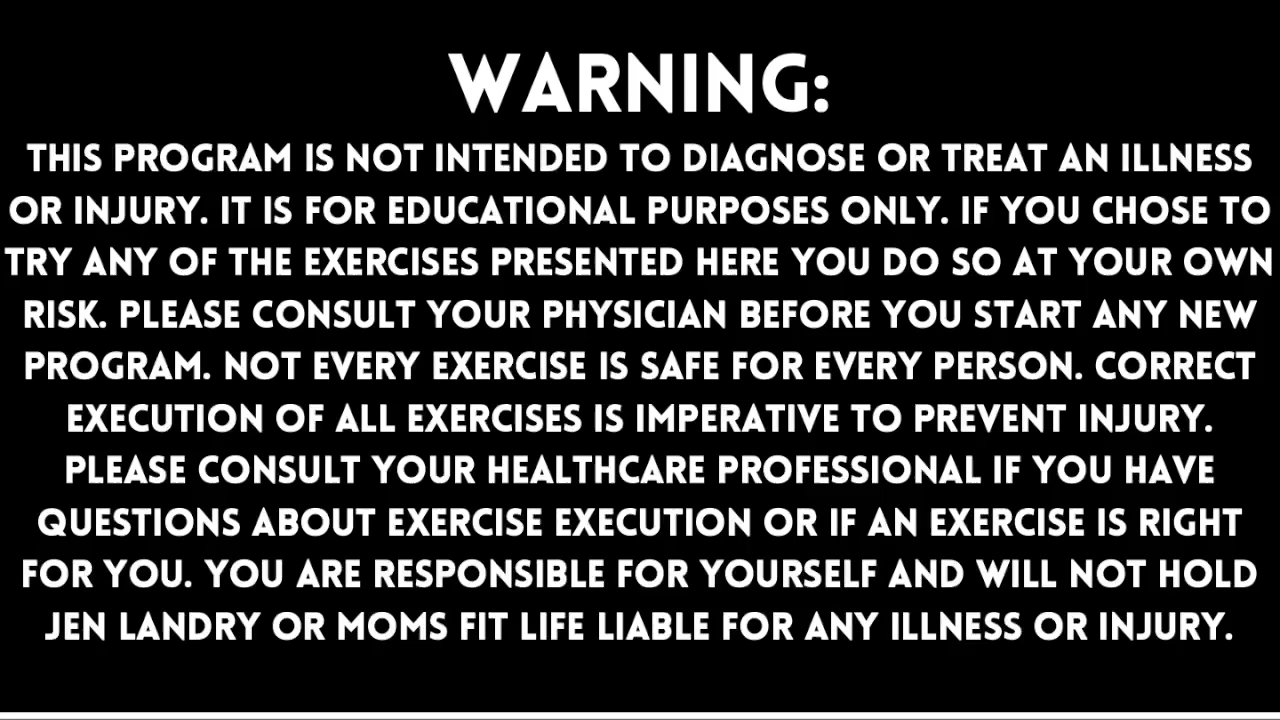 WARNING:
THIS PROGRAM IS NOT INTENDED TO DIAGNOSE OR TREAT AN ILLNESS
OR INJURY. IT IS FOR EDUCATIONAL PURPOSES ONLY. IF YOU CHOSE TO
TRY ANY OF THE EXERCISES PRESENTED HERE YOU DO SO AT YOUR OWN
RISK. PLEASE CONSULT YOUR PHYSICIAN BEFORE YOU START ANY NEW
PROGRAM. NOT EVERY EXERCISE IS SAFE FOR EVERY PERSON. CORRECT
EXECUTION OF ALL EXERCISES IS IMPERATIVE TO PREVENT INJURY.
PLEASE CONSULT YOUR HEALTHCARE PROFESSIONAL IF YOU HAVE
QUESTIONS ABOUT EXERCISE EXECUTION OR IF AN EXERCISE IS RIGHT
FOR YOU. YOU ARE RESPONSIBLE FOR YOURSELF AND WILL NOT HOLD
JEN LANDRY OR MOMS FIT LIFE LIABLE FOR ANY ILLNESS OR INJURY.